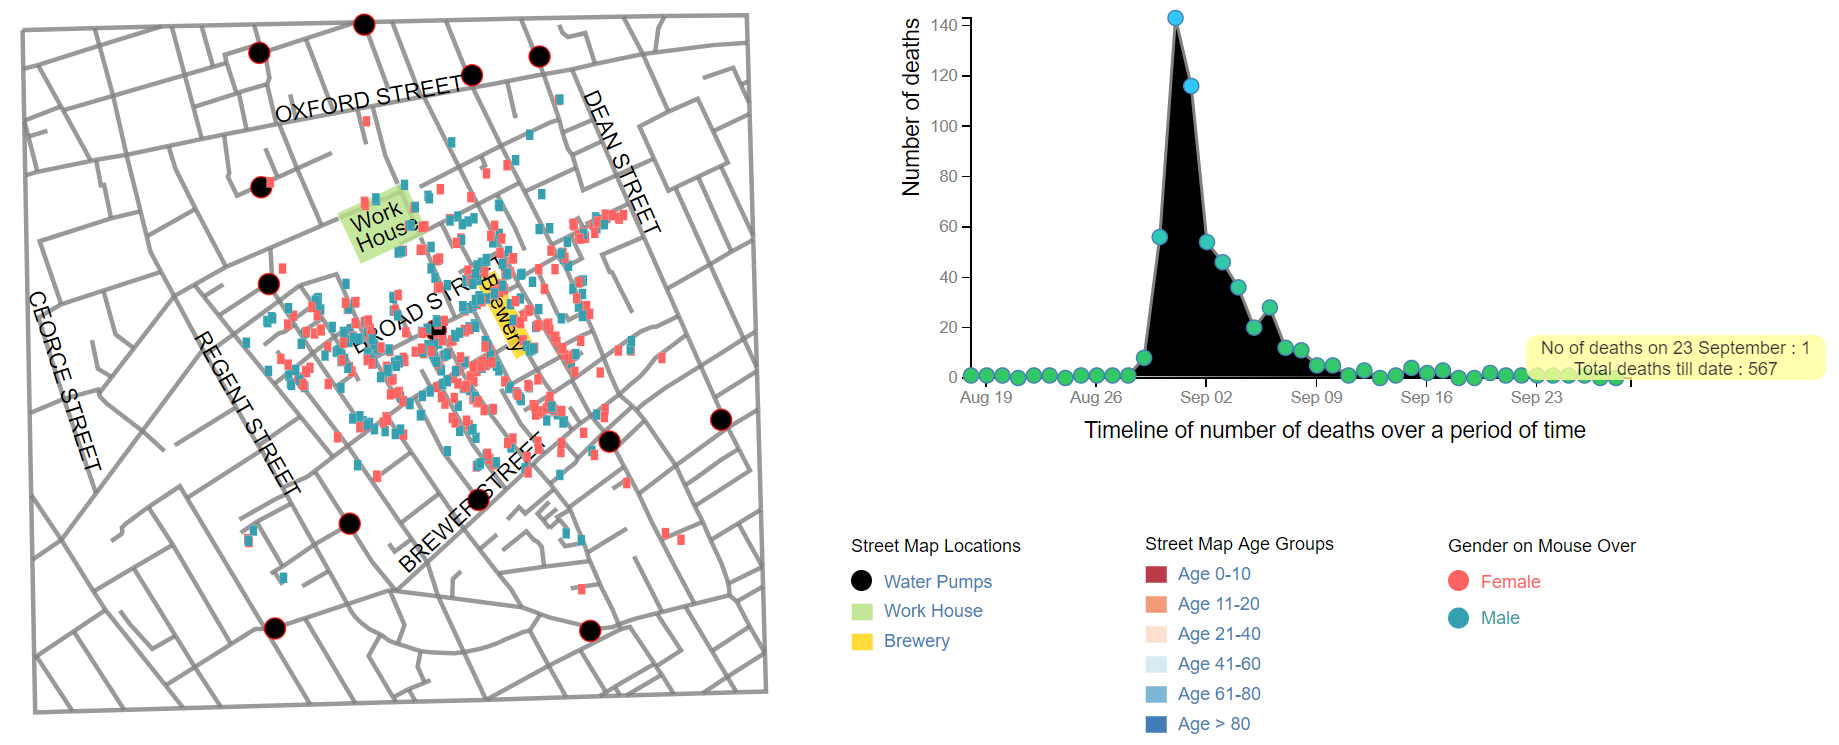 OXFORD STREET
DEAN STREET
Work
House
BROAD STREET
Brewery
CEORCE STREET
REGENT STREET
BREWER STREET
Number of deaths
140
120
100
80
60
40
20
0
Aug 19
Aug 26
Sep 02
Sep 09
Sep 16
Sep 23
No of deaths on 23 September : 1
Total deaths till date : 567
Timeline of number of deaths over a period of time
Street Map Locations
Water Pumps
Work House
Brewery
Street Map Age Groups
Age 0-10
Age 11-20
Age 21-40
Age 41-60
Age 61-80
Age > 80
Gender on Mouse Over
Female
Male